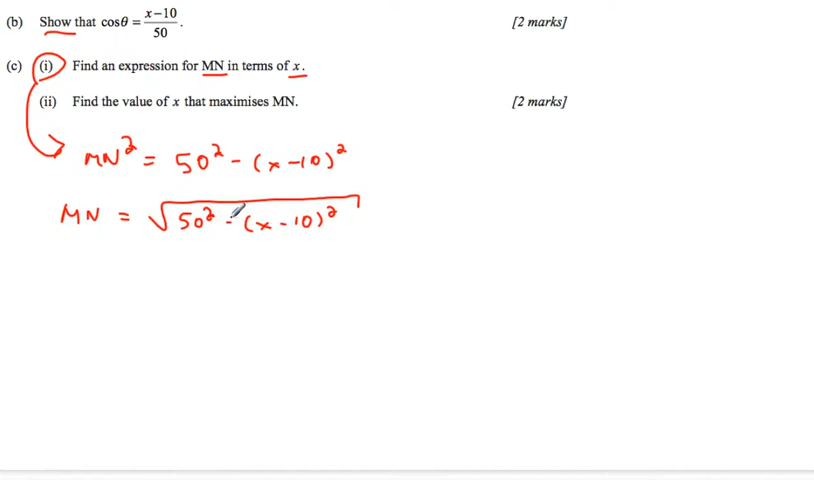 (b) Show that cosθ = x−10/50. [2 marks]
(c) (i) Find an expression for MN in terms of x.
(ii) Find the value of x that maximises MN. [2 marks]
MN² = 50² − (x −10)²
MN = √50² − (x − 10)²